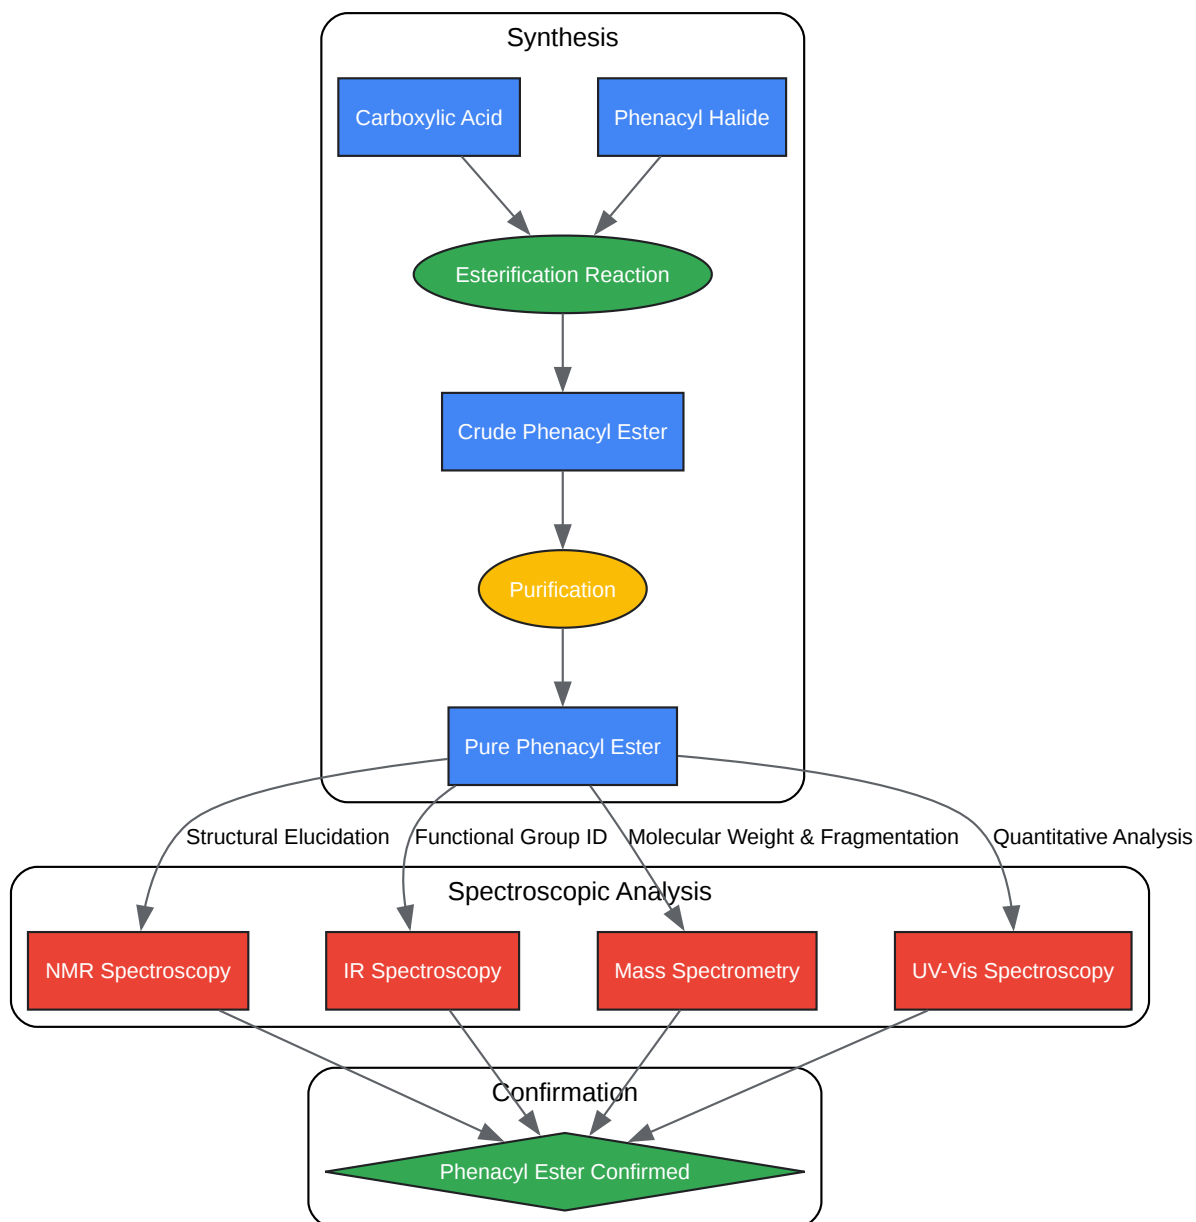 Synthesis
Carboxylic Acid
Phenacyl Halide
Esterification Reaction
Crude Phenacyl Ester
Purification
Pure Phenacyl Ester
Structural Elucidation
Functional Group ID
Molecular Weight & Fragmentation
Quantitative Analysis
Spectroscopic Analysis
NMR Spectroscopy
IR Spectroscopy
Mass Spectrometry
UV-Vis Spectroscopy
Confirmation
Phenacyl Ester Confirmed